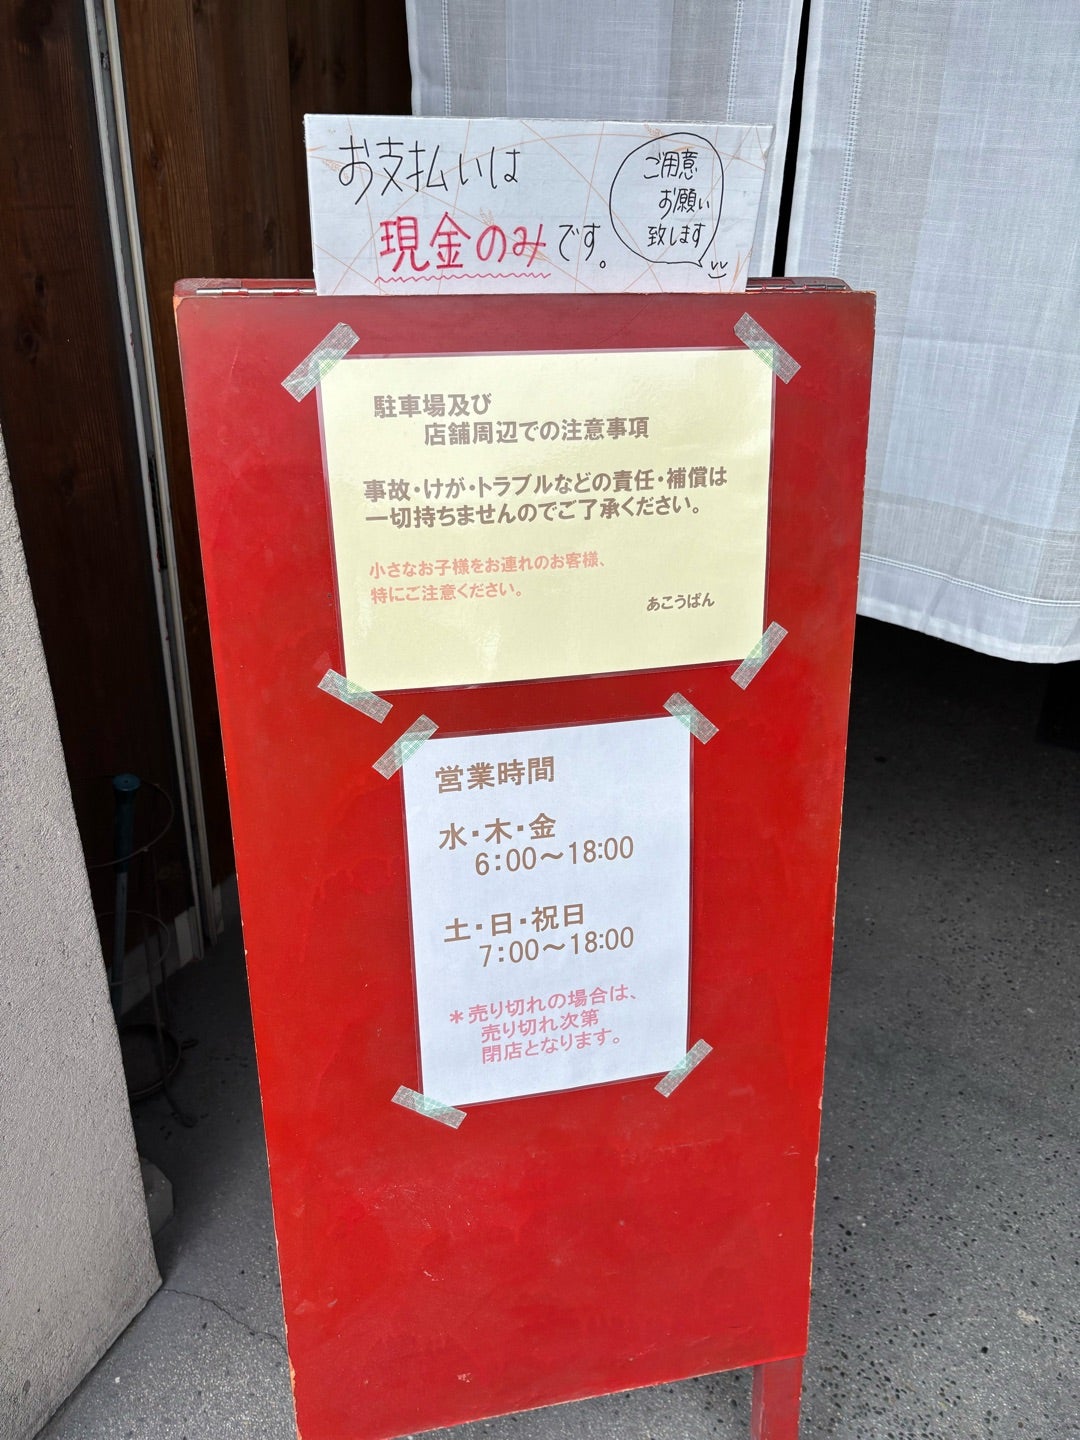 お支払いは
現金のみです。
ご用意
お願い
致します
駐車場及び
店舗周辺での注意事項
事故・けが・トラブルなどの責任・補償は
一切持ちませんのでご了承ください。
小さなお子様をお連れのお客様、
特にご注意ください。
あこうぱん
営業時間
水・木・金
6:00～18:00
土・日・祝日
7:00～18:00
＊売り切れの場合は、
売り切れ次第
閉店となります。